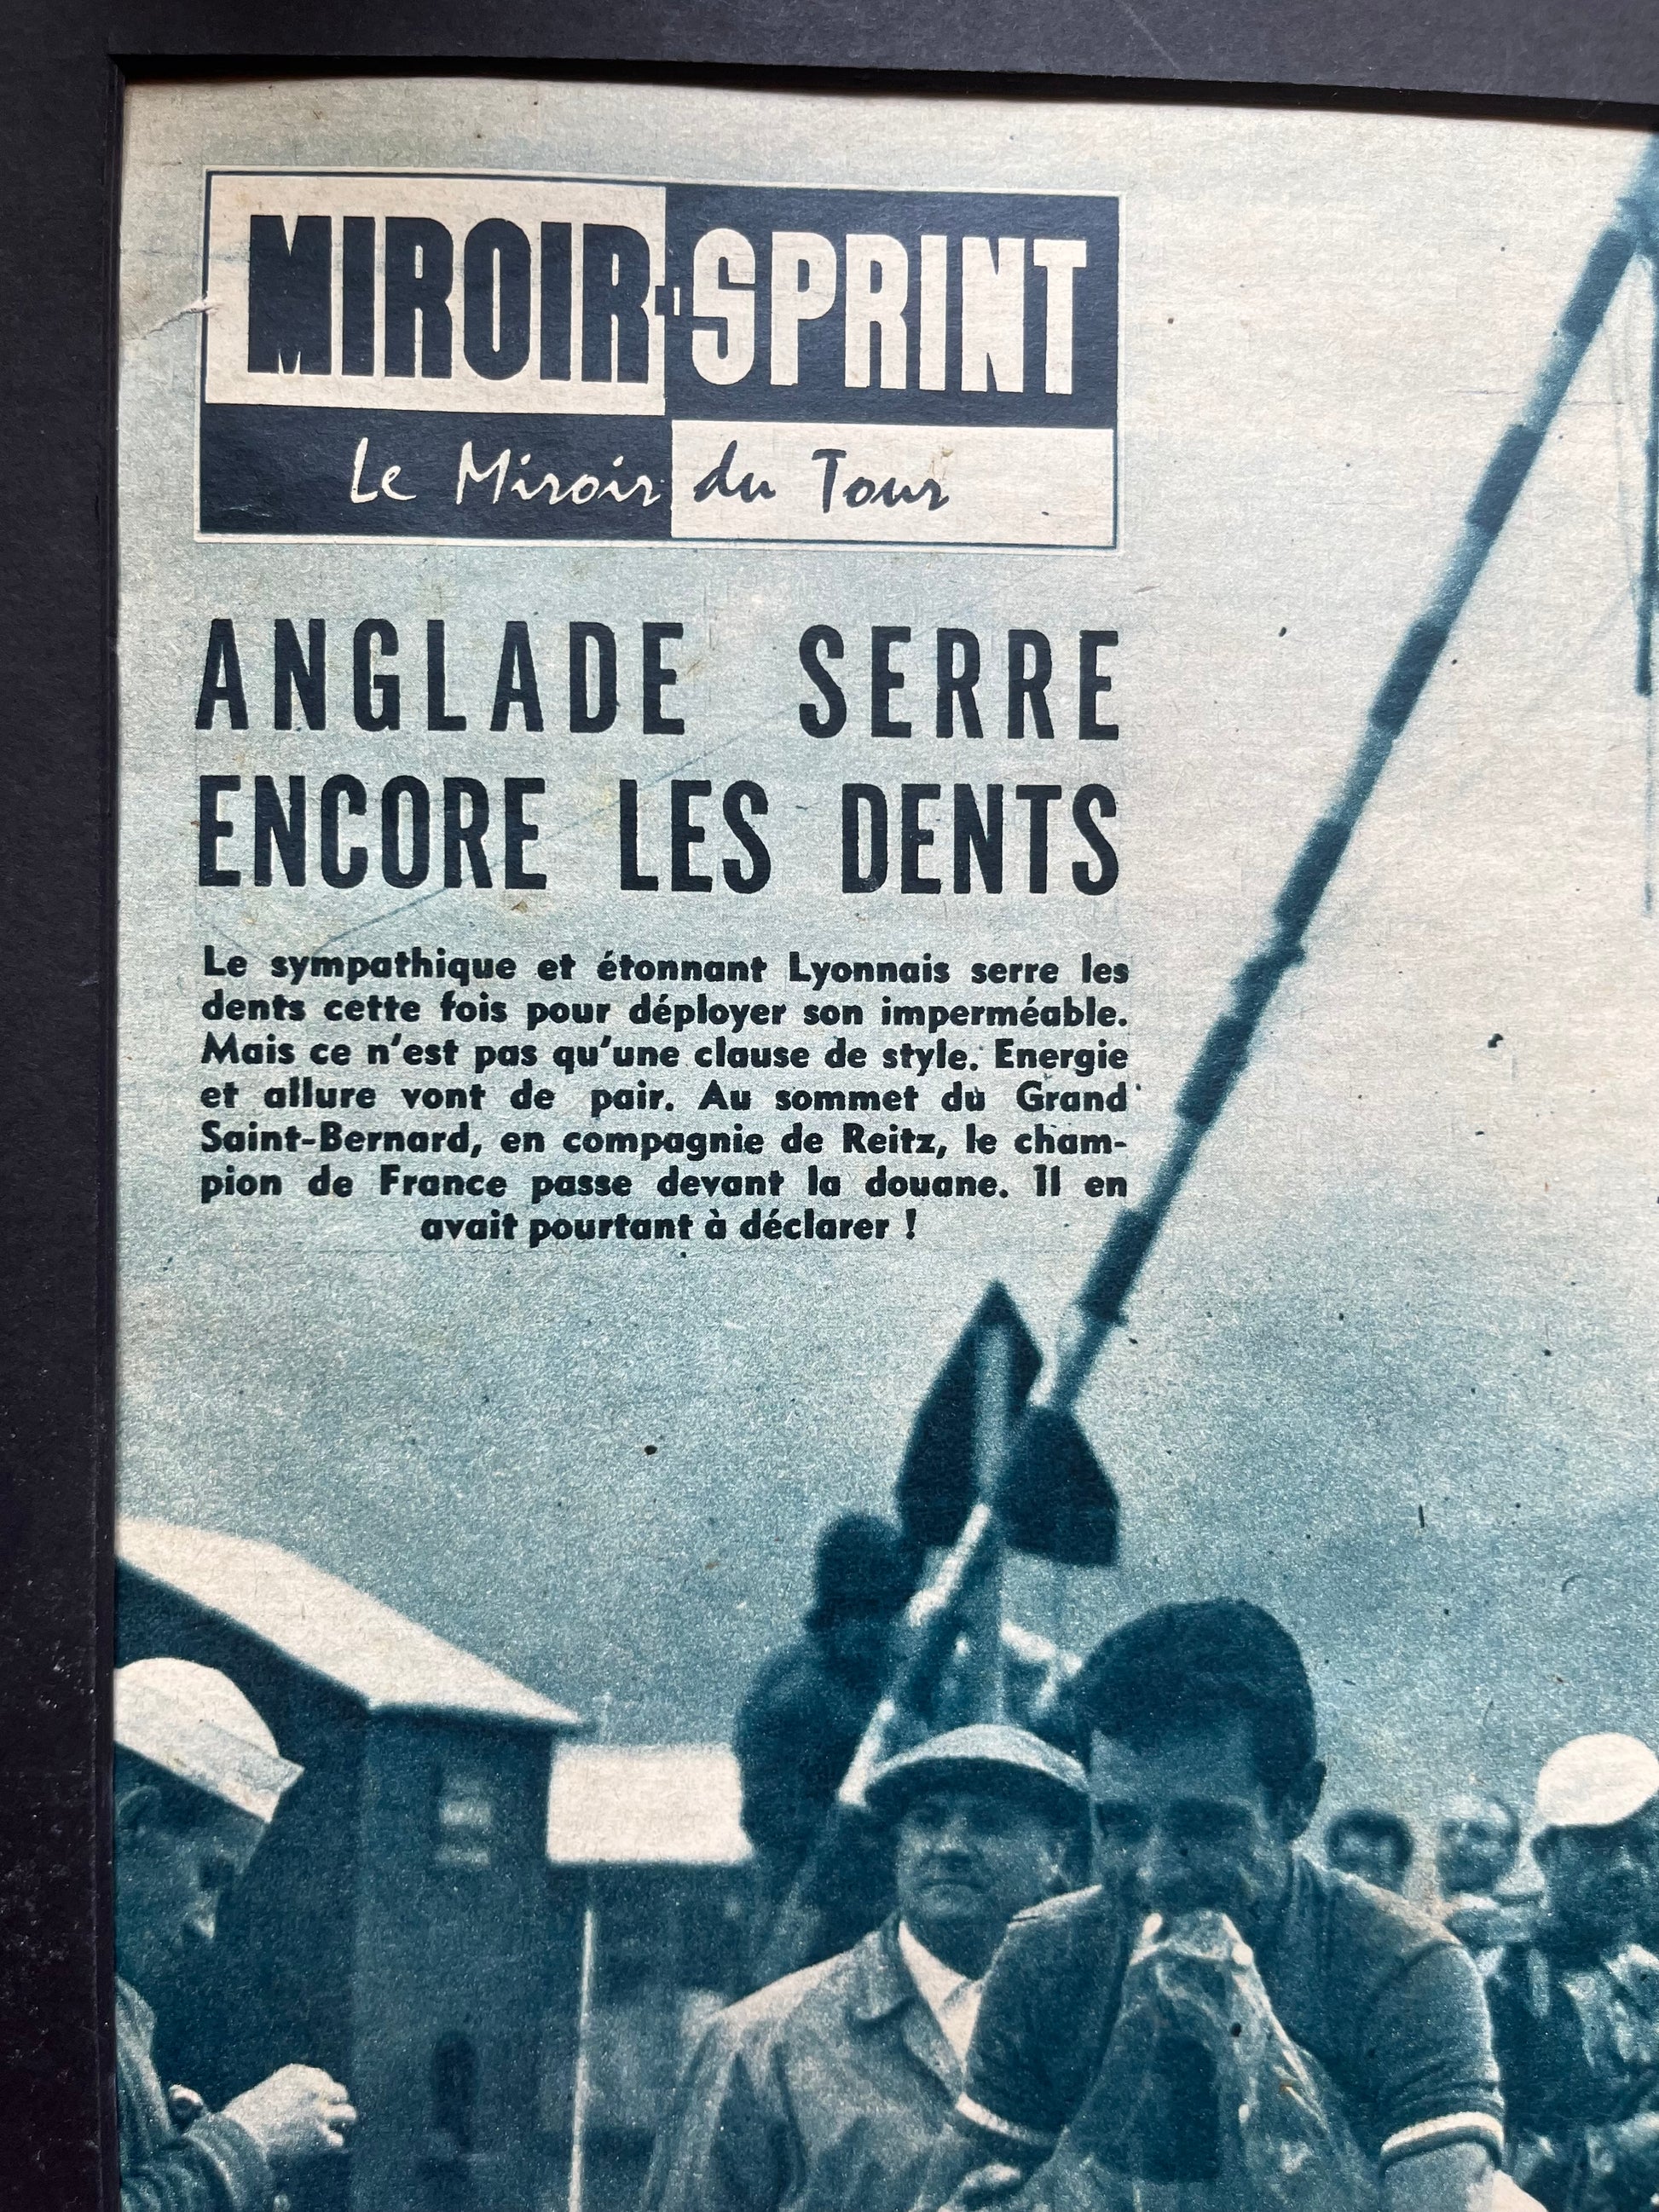 MIROIR-SPRINT
Le Miroir du Tour
ANGLADE SERRE
ENCORE LES DENTS
Le sympathique et étonnant Lyonnais serre les
dents cette fois pour déployer son imperméable.
Mais ce n'est pas qu'une clause de style. Energie
et allure vont de pair. Au sommet du Grand
Saint-Bernard, en compagnie de Reitz, le cham-
pion de France passe devant la douane. Il en
avait pourtant à déclarer !